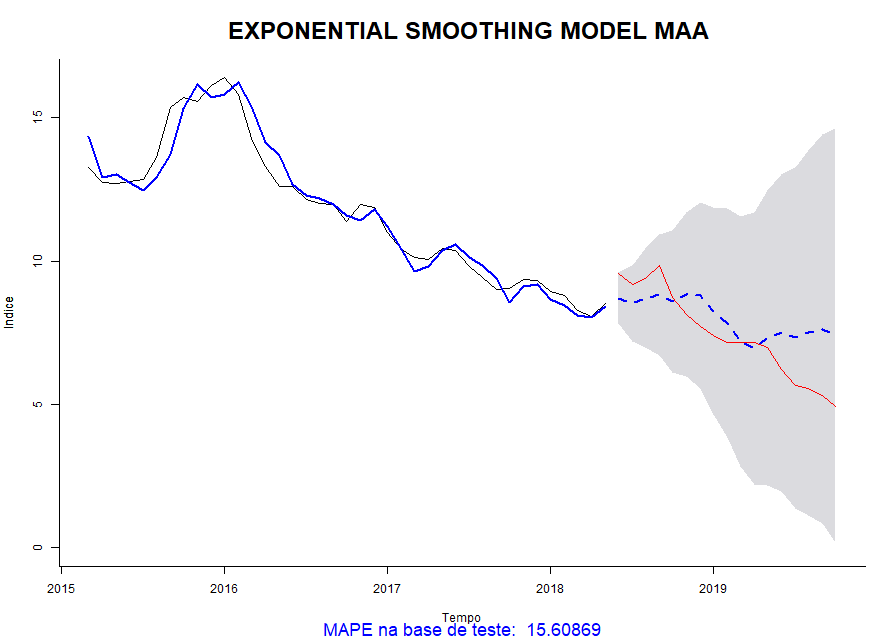 EXPONENTIAL SMOOTHING MODEL MAA
15
10
5
0
Indice
2015 2016 2017 2018 2019
Tempo
MAPE na base de teste: 15.60869